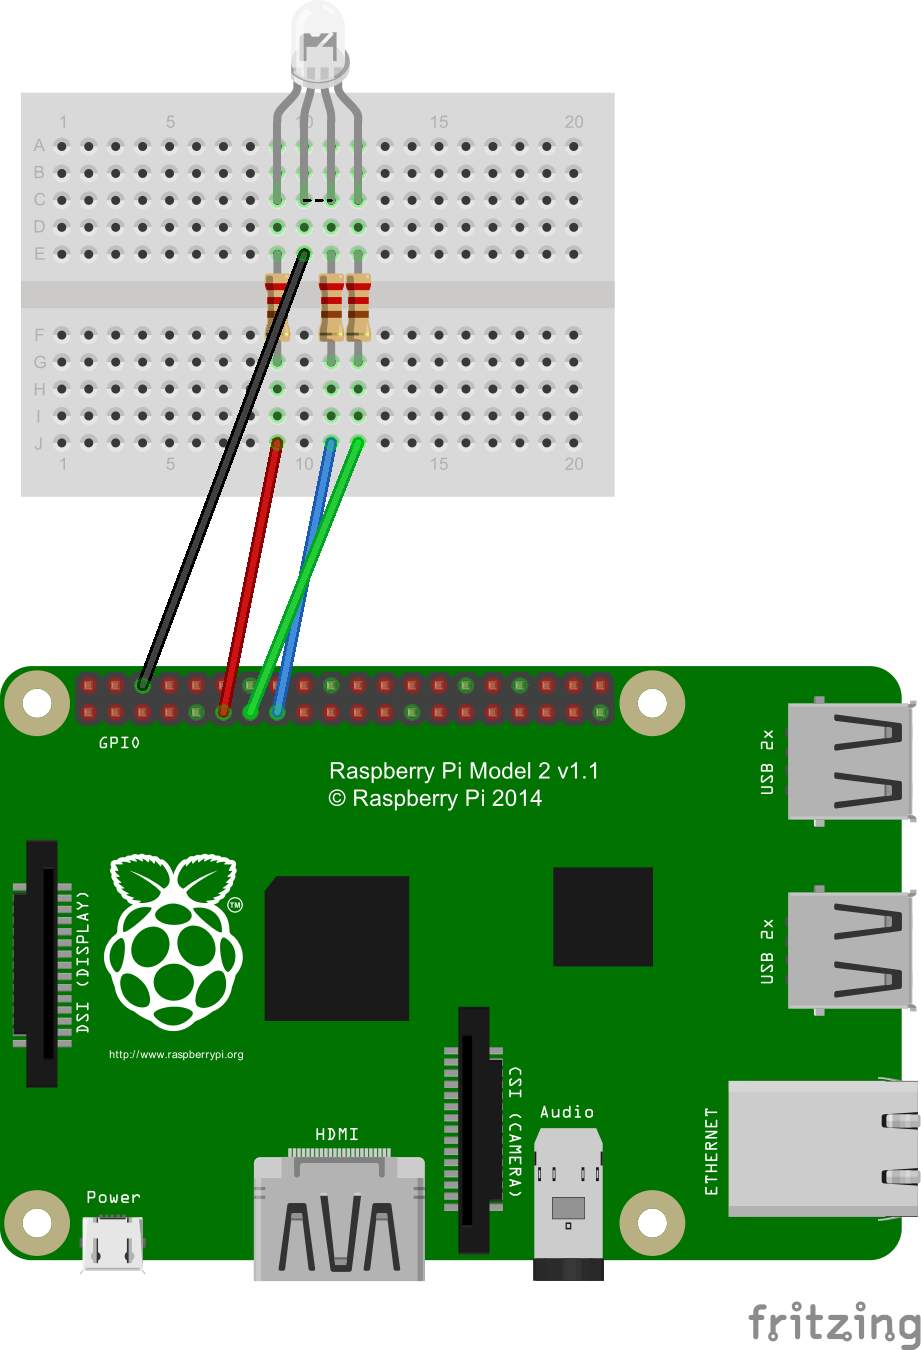 1 5 10 15 20
A
B
C
D
E
F
G
H
I
J
1 5 10 15 20
GPIO
Raspberry Pi Model 2 v1.1
© Raspberry Pi 2014
USB 2x
TM
DSI (DISPLAY)
USB 2x
http://www.raspberrypi.org
CSI (CAMERA)
Audio
ETHERNET
HDMI
Power
fritzing